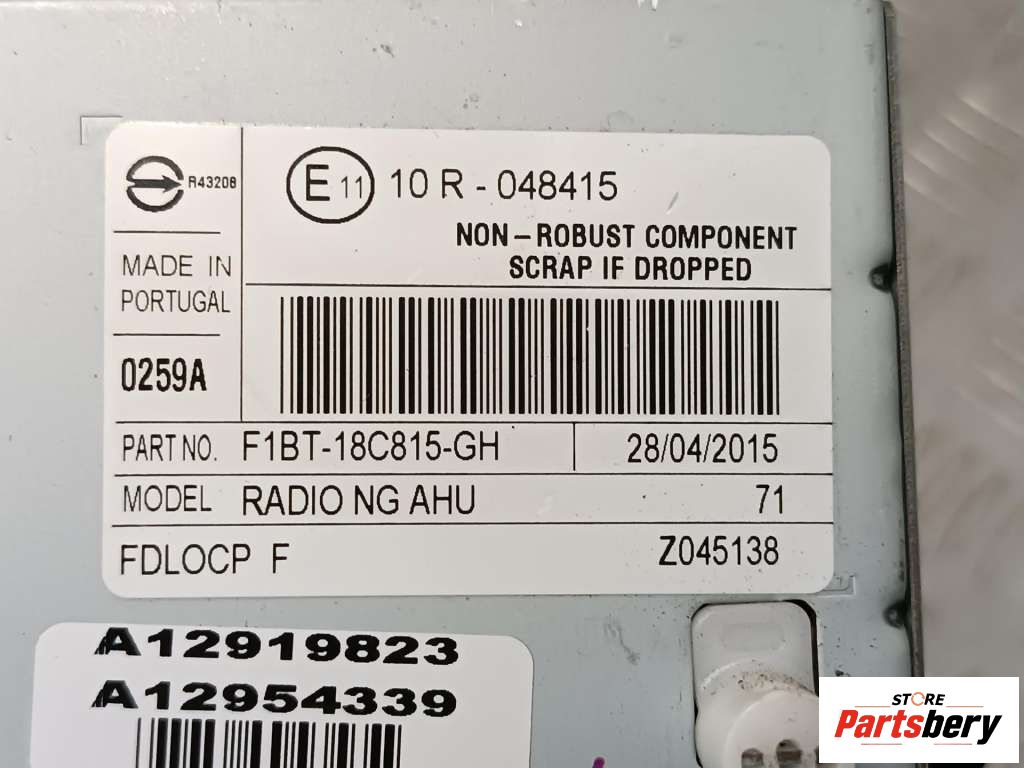 R43208
E 11 10 R - 048415
NON - ROBUST COMPONENT
SCRAP IF DROPPED
MADE IN
PORTUGAL
0259A
PART NO. F1BT-18C815-GH 28/04/2015
MODEL RADIO NG AHU 71
FDLOCP F Z045138
A12919823
A12954339
STORE
Partsbery